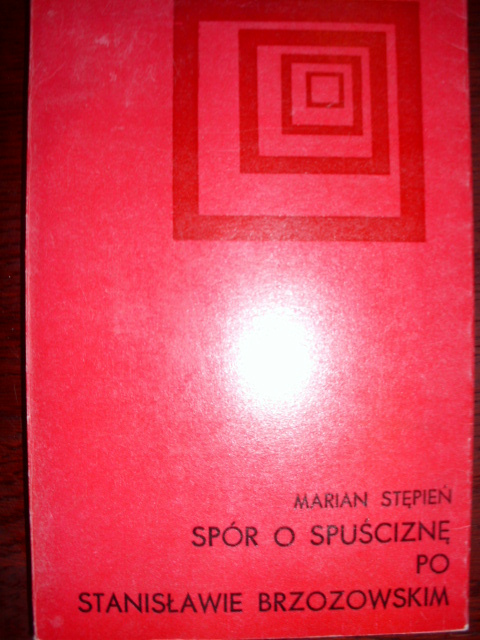 MARIAN STĘPIEŃ
SPÓR O SPUŚCIZNĘ
PO
STANISŁAWIE BRZOZOWSKIM